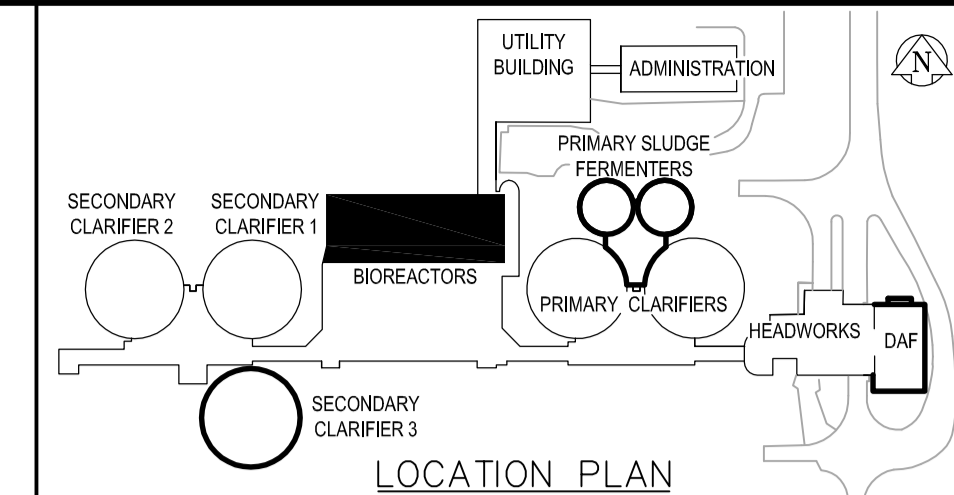 UTILITY
BUILDING
ADMINISTRATION
N
PRIMARY SLUDGE
FERMENTERS
SECONDARY
CLARIFIER 2
SECONDARY
CLARIFIER 1
BIOREACTORS
PRIMARY CLARIFIERS
HEADWORKS
DAF
SECONDARY
CLARIFIER 3
LOCATION PLAN